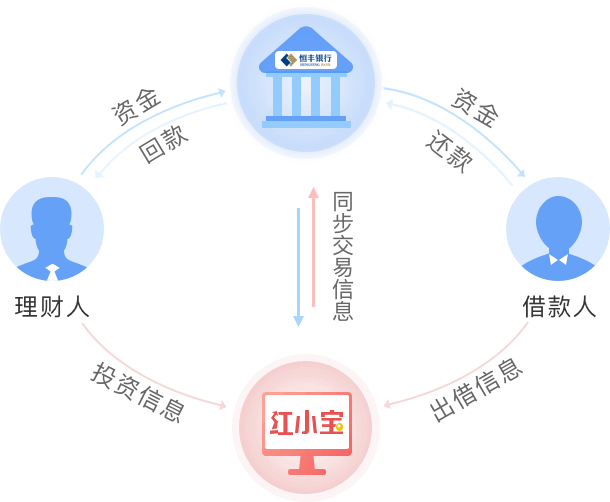 恒丰银行
HENGFENG BANK
资金
回款
资金
还款
同步交易信息
理财人
借款人
投资信息
出借信息
红小宝